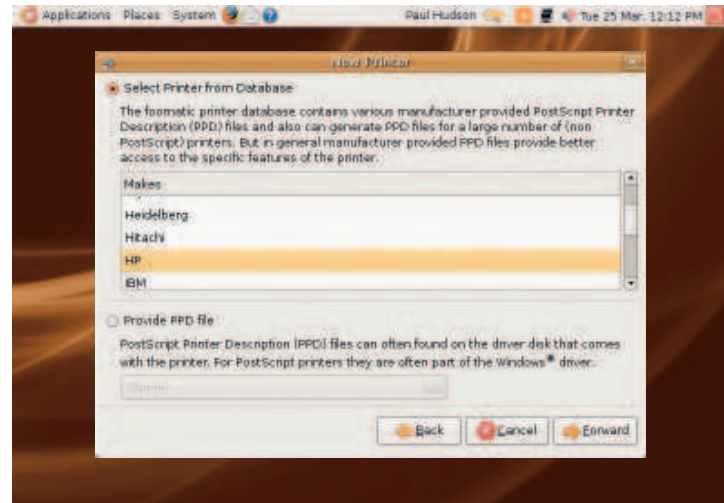 Applications Places System Paul Hudson Tue 25 Mar, 12:12 PM
New Printer
Select Printer from Database
The foomatic printer database contains various manufacturer provided PostScript Printer
Description (PPD) files and also can generate PPD files for a large number of (non
PostScript) printers. But in general manufacturer provided PPD files provide better
access to the specific features of the printer.
Makes
Heidelberg
Hitachi
HP
IBM
Provide PPD file
PostScript Printer Description (PPD) files can often found on the driver disk that comes
with the printer. For PostScript printers they are often part of the Windows® driver.
Back Cancel Forward